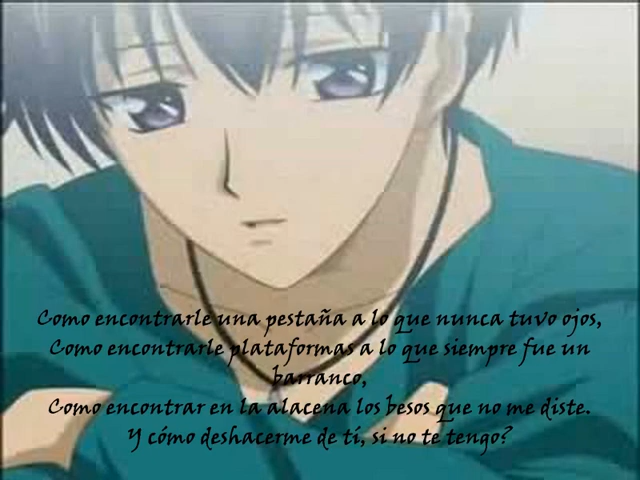 Como encontrarle una pestaña a lo que nunca tuvo ojos,
Como encontrarle plataformas a lo que siempre fue un
barranco,
Como encontrar en la alacena los besos que no me diste.
Y cómo deshacerme de tí, si no te tengo?